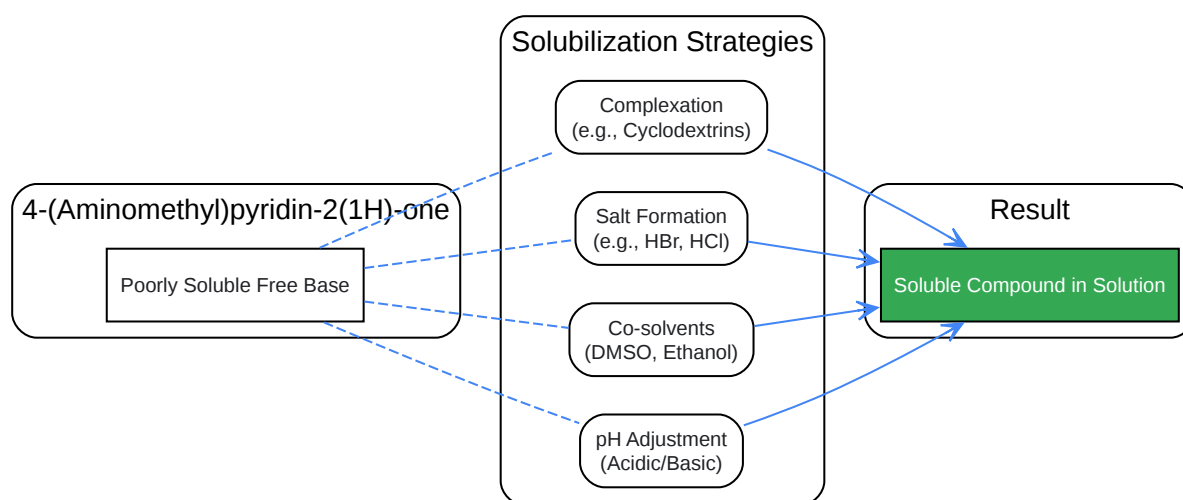 4-(Aminomethyl)pyridin-2(1H)-one
Poorly Soluble Free Base
Solubilization Strategies
Complexation
(e.g., Cyclodextrins)
Salt Formation
(e.g., HBr, HCl)
Co-solvents
(DMSO, Ethanol)
pH Adjustment
(Acidic/Basic)
Result
Soluble Compound in Solution